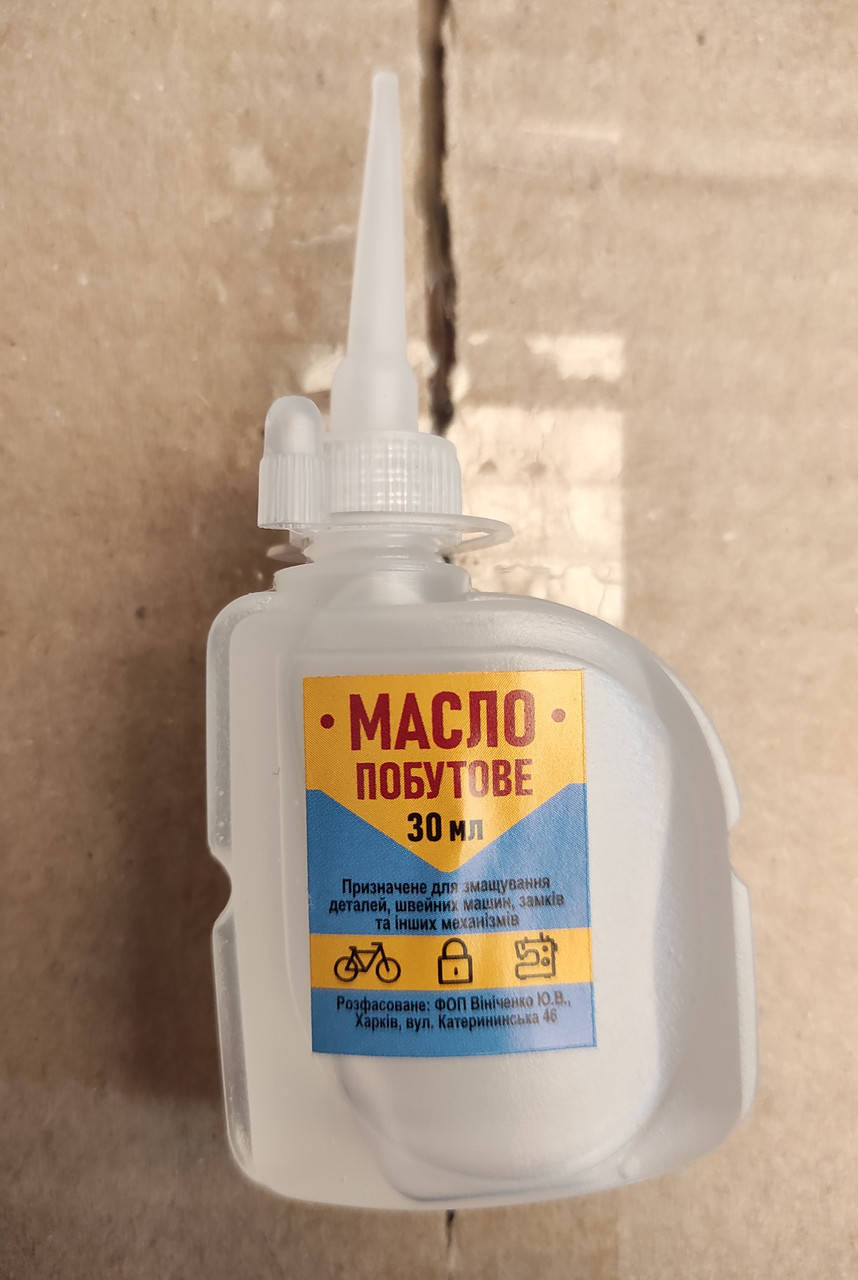 • МАСЛО •
ПОБУТОВЕ
30 мл
Призначене для змащування
деталей, швейних машин, замків
та інших механізмів
Розфасоване: ФОП Вініченко Ю.В.,
Харків, вул. Катерининська 46